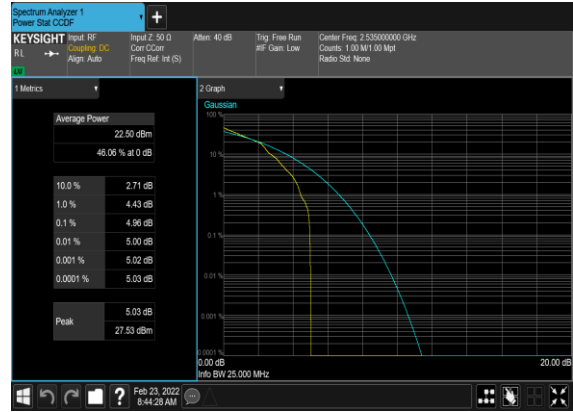 Spectrum Analyzer 1
Power Stat CCDF
KEYSIGHT
RL
LXI
Input: RF
Coupling: DC
Align: Auto
Input Z: 50 Ω
Corr CCorr
Freq Ref: Int (S)
Atten: 40 dB
Trig: Free Run
#IF Gain: Low
Center Freq: 2.535000000 GHz
Counts: 1.00 M/1.00 Mpt
Radio Std: None
1 Metrics
Average Power
22.50 dBm
46.06 % at 0 dB
10.0 % 2.71 dB
1.0 % 4.43 dB
0.1 % 4.96 dB
0.01 % 5.00 dB
0.001 % 5.02 dB
0.0001 % 5.03 dB
Peak
5.03 dB
27.53 dBm
2 Graph
Gaussian
100 %
10 %
1 %
0.1 %
0.01 %
0.001 %
0.0001 %
0.00 dB
20.00 dB
Info BW 25.000 MHz
?
Feb 23, 2022
8:44:28 AM